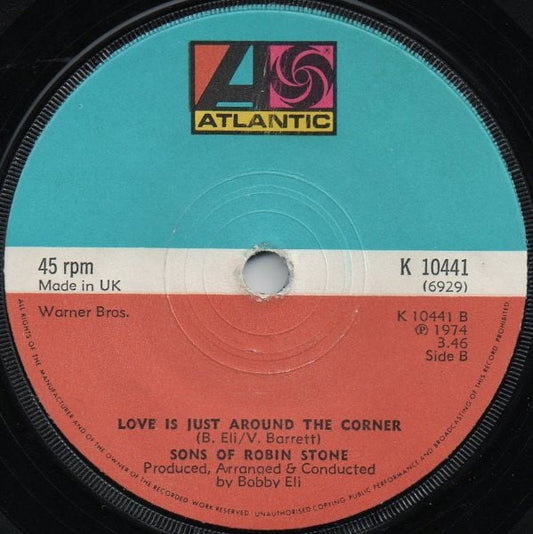 ATLANTIC
45 rpm
Made in UK
K 10441
(6929)
Warner Bros.
K 10441 B
℗ 1974
3.46
Side B
LOVE IS JUST AROUND THE CORNER
(B. Eli/V. Barrett)
SONS OF ROBIN STONE
Produced, Arranged & Conducted
by Bobby Eli
ALL RIGHTS OF THE MANUFACTURER AND OF THE OWNER OF THE RECORDED WORK RESERVED. UNAUTHORISED COPYING PUBLIC PERFORMANCE AND BROADCASTING OF THIS RECORD PROHIBITED.